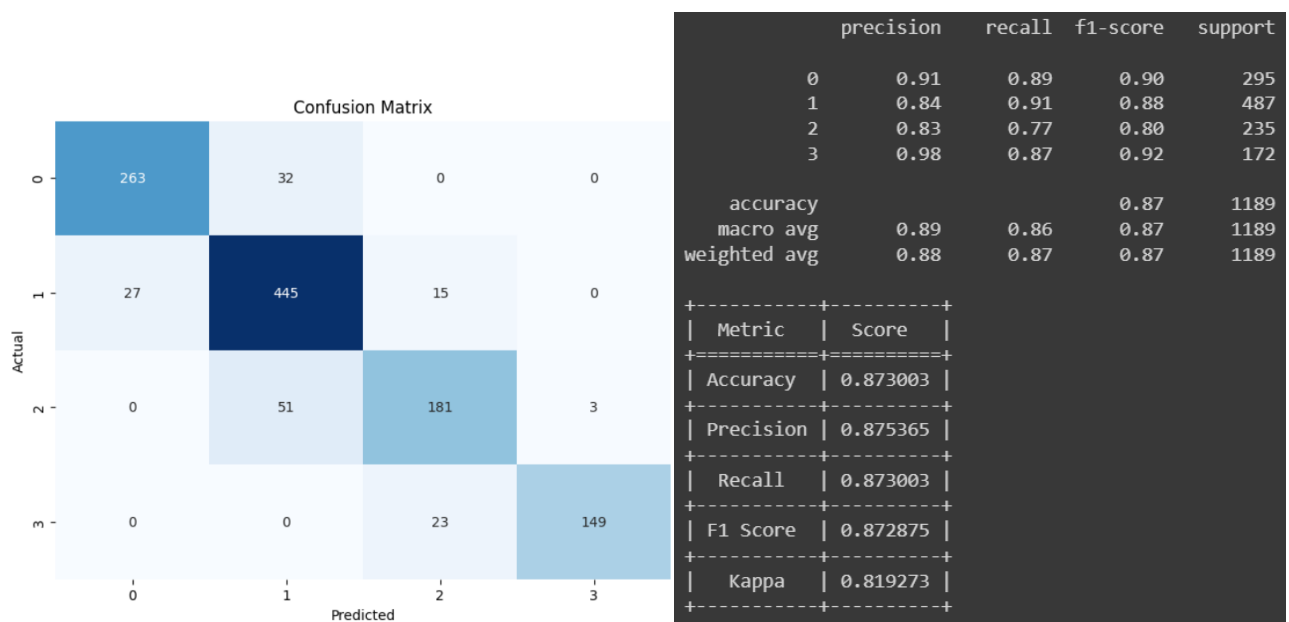 Confusion Matrix
Actual
0 263 32 0 0
1 27 445 15 0
2 0 51 181 3
3 0 0 23 149
0 1 2 3
Predicted
precision recall f1-score support
0 0.91 0.89 0.90 295
1 0.84 0.91 0.88 487
2 0.83 0.77 0.80 235
3 0.98 0.87 0.92 172
accuracy 0.87 1189
macro avg 0.89 0.86 0.87 1189
weighted avg 0.88 0.87 0.87 1189
+-----------+----------+
| Metric | Score |
+===========+==========+
| Accuracy | 0.873003 |
+-----------+----------+
| Precision | 0.875365 |
+-----------+----------+
| Recall | 0.873003 |
+-----------+----------+
| F1 Score | 0.872875 |
+-----------+----------+
| Kappa | 0.819273 |
+-----------+----------+